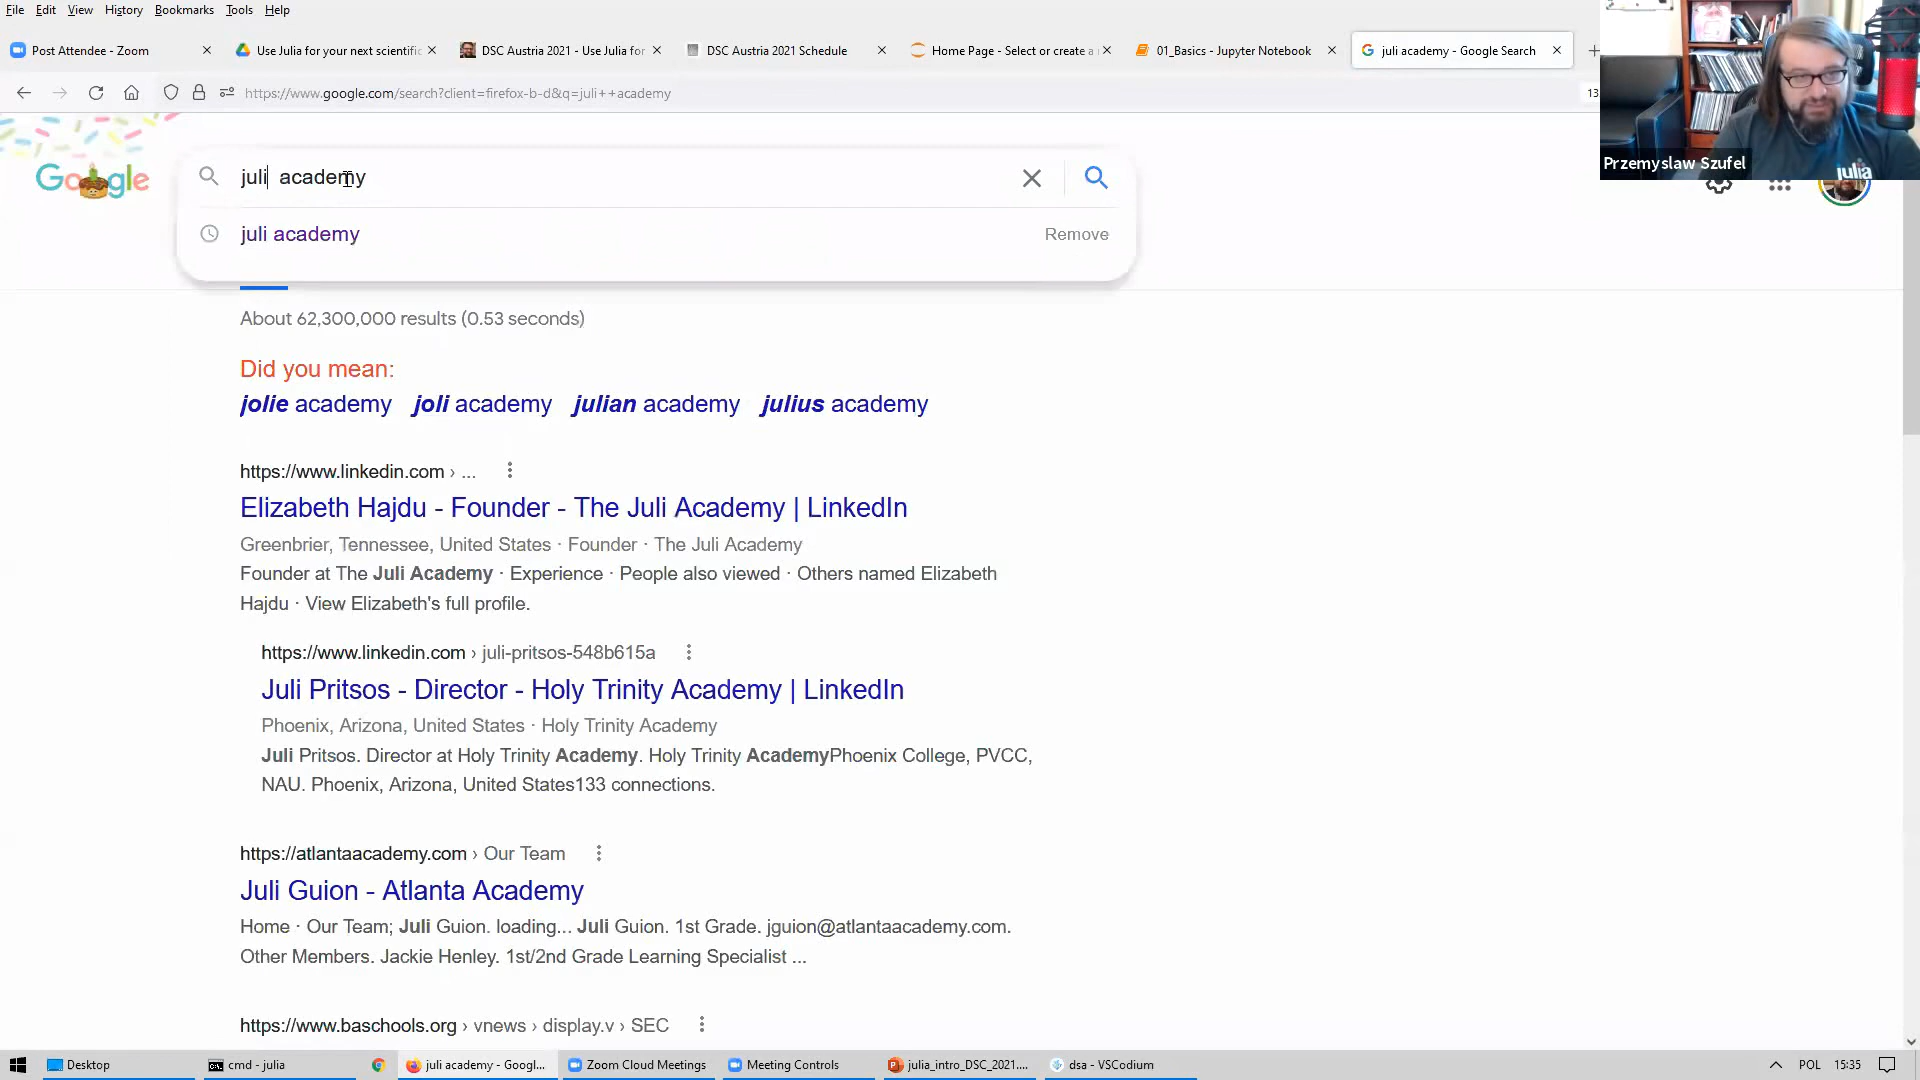 File Edit View History Bookmarks Tools Help
Post Attendee - Zoom
Use Julia for your next scientific
DSC Austria 2021 - Use Julia for
DSC Austria 2021 Schedule
Home Page - Select or create a
01_Basics - Jupyter Notebook
juli academy - Google Search
https://www.google.com/search?client=firefox-b-d&q=juli++academy
13
Przemyslaw Szufel
julia
Google
juli  academy
juli academy
Remove
About 62,300,000 results (0.53 seconds)
Did you mean:
jolie academy joli academy julian academy julius academy
https://www.linkedin.com › ...
Elizabeth Hajdu - Founder - The Juli Academy | LinkedIn
Greenbrier, Tennessee, United States · Founder · The Juli Academy
Founder at The Juli Academy · Experience · People also viewed · Others named Elizabeth
Hajdu · View Elizabeth's full profile.
https://www.linkedin.com › juli-pritsos-548b615a
Juli Pritsos - Director - Holy Trinity Academy | LinkedIn
Phoenix, Arizona, United States · Holy Trinity Academy
Juli Pritsos. Director at Holy Trinity Academy. Holy Trinity AcademyPhoenix College, PVCC,
NAU. Phoenix, Arizona, United States133 connections.
https://atlantaacademy.com › Our Team
Juli Guion - Atlanta Academy
Home · Our Team; Juli Guion. loading... Juli Guion. 1st Grade. jguion@atlantaacademy.com.
Other Members. Jackie Henley. 1st/2nd Grade Learning Specialist ...
https://www.baschools.org › vnews › display.v › SEC
Desktop
cmd - julia
juli academy - Googl...
Zoom Cloud Meetings
Meeting Controls
julia_intro_DSC_2021....
dsa - VSCodium
POL
15:35